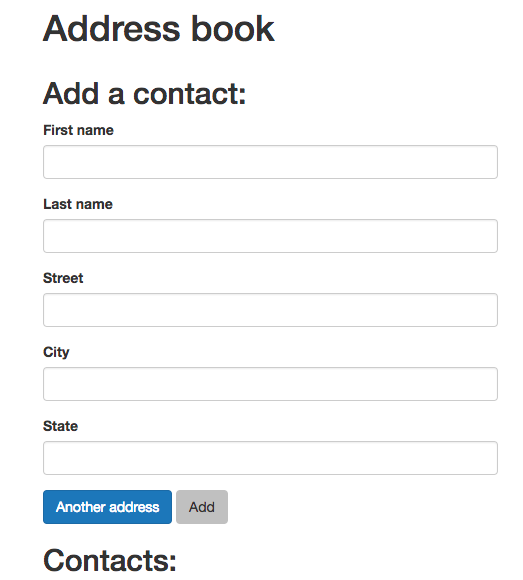 Address book
Add a contact:
First name
Last name
Street
City
State
Another address Add
Contacts: